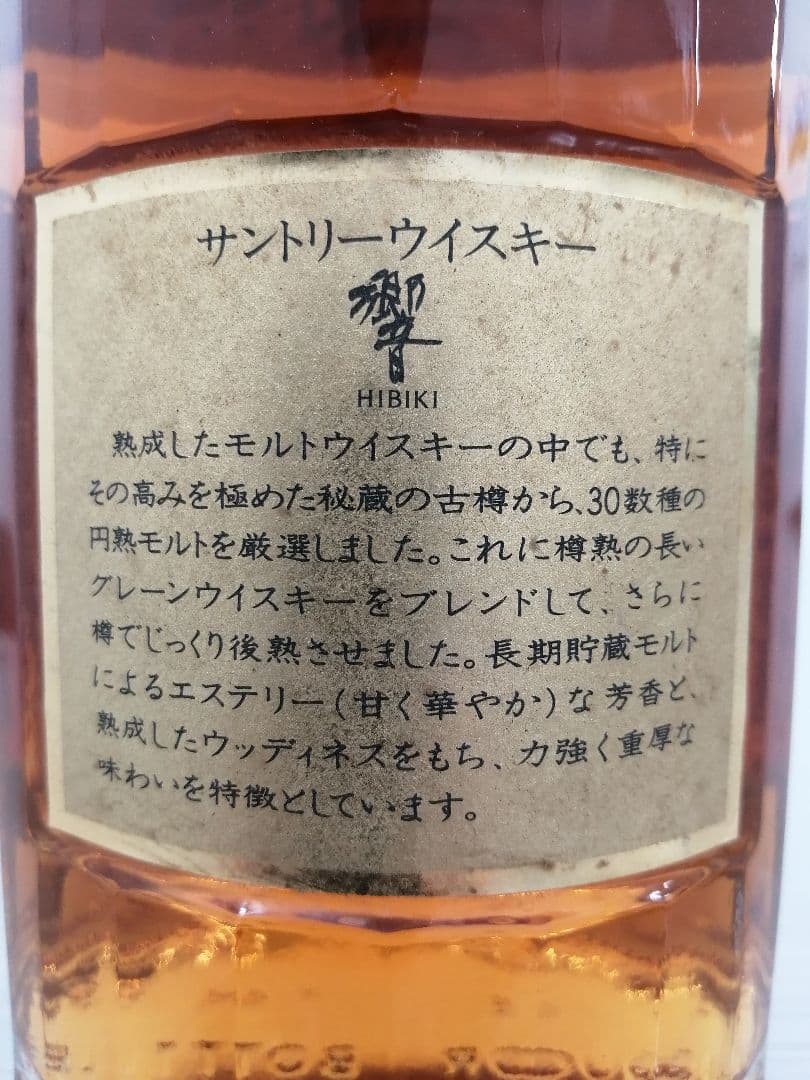 サントリーウイスキー
響
HIBIKI
熟成したモルトウイスキーの中でも、特に
その高みを極めた秘蔵の古樽から、30数種の
円熟モルトを厳選しました。これに樽熟の長い
グレーンウイスキーをブレンドして、さらに
樽でじっくり後熟させました。長期貯蔵モルト
によるエステリー(甘く華やか)な芳香と、
熟成したウッディネスをもち、力強く重厚な
味わいを特徴としています。